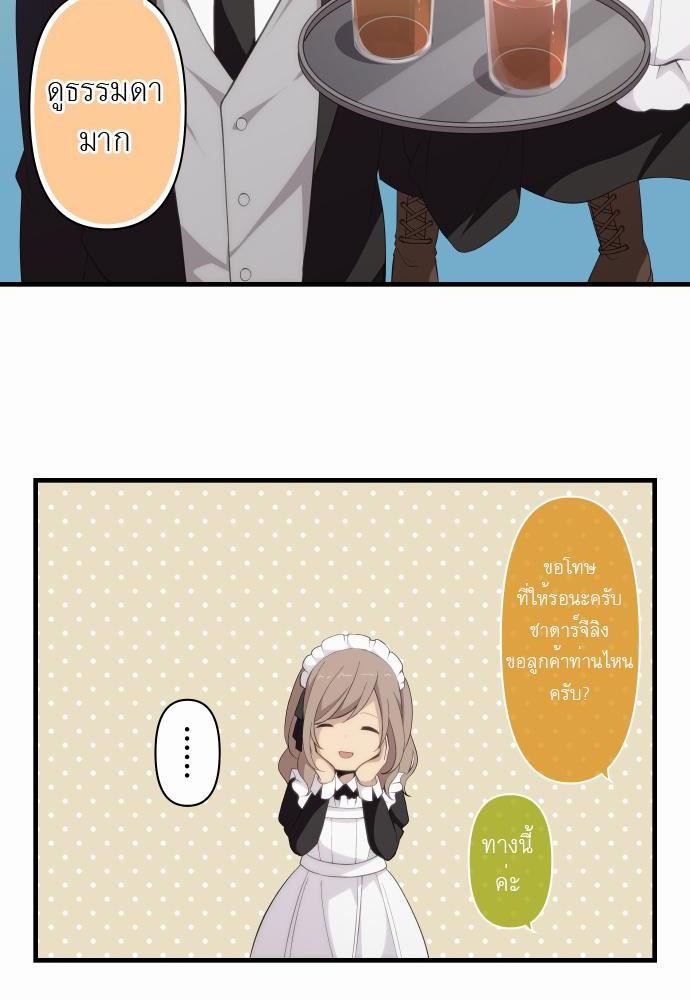 ดูธรรมดา
มาก
ขอโทษ
ที่ให้รอนะครับ
ชาดาร์จีลิง
ขอลูกค้าท่านไหน
ครับ?
......
ทางนี้
ค่ะ